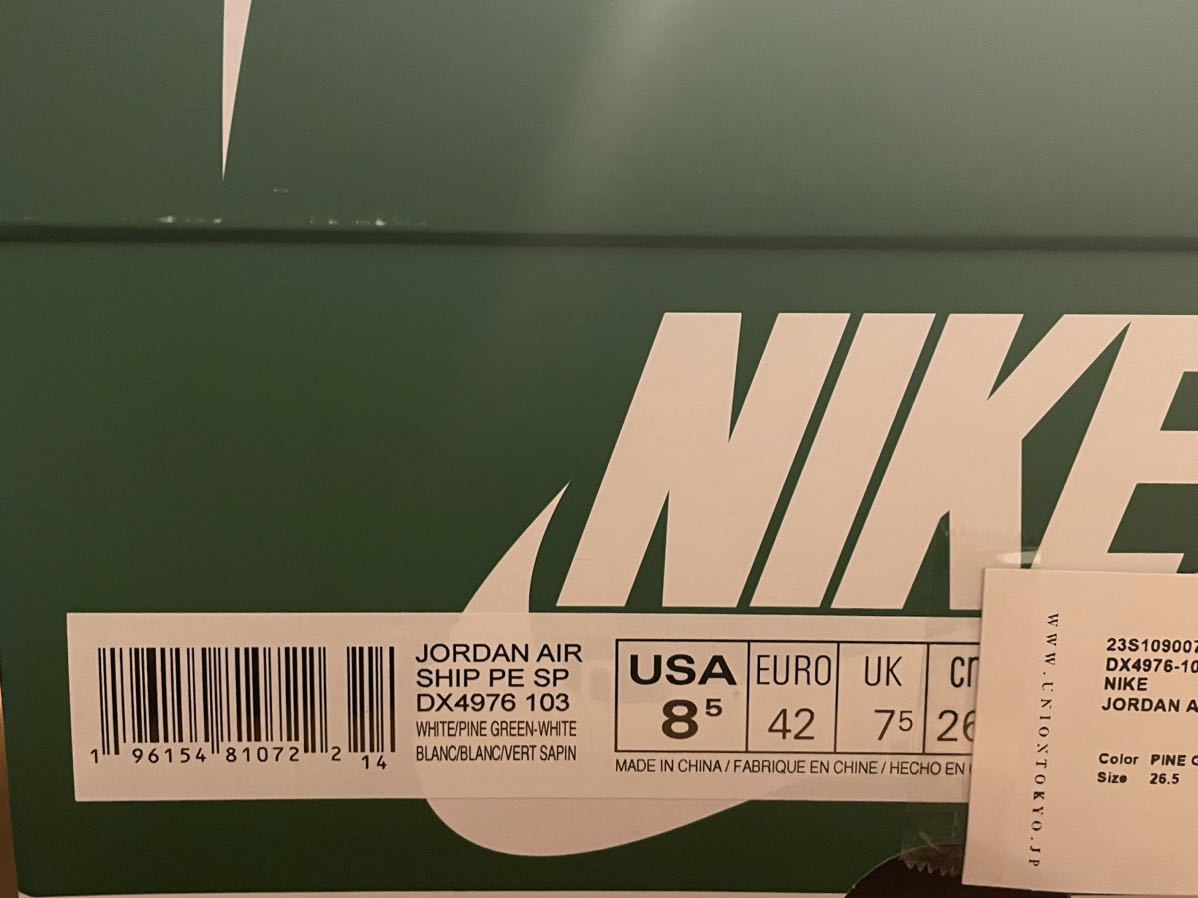 NIKE
JORDAN AIR
SHIP PE SP
DX4976 103
WHITE/PINE GREEN-WHITE
BLANC/BLANC/VERT SAPIN
1 96154 81072 2 14
USA EURO UK
8⁵ 42 7⁵ 26
MADE IN CHINA / FABRIQUE EN CHINE / HECHO EN
WWW.UNIONTOKYO.JP
23S109007
DX4976-10
NIKE
JORDAN A
Color PINE
Size 26.5